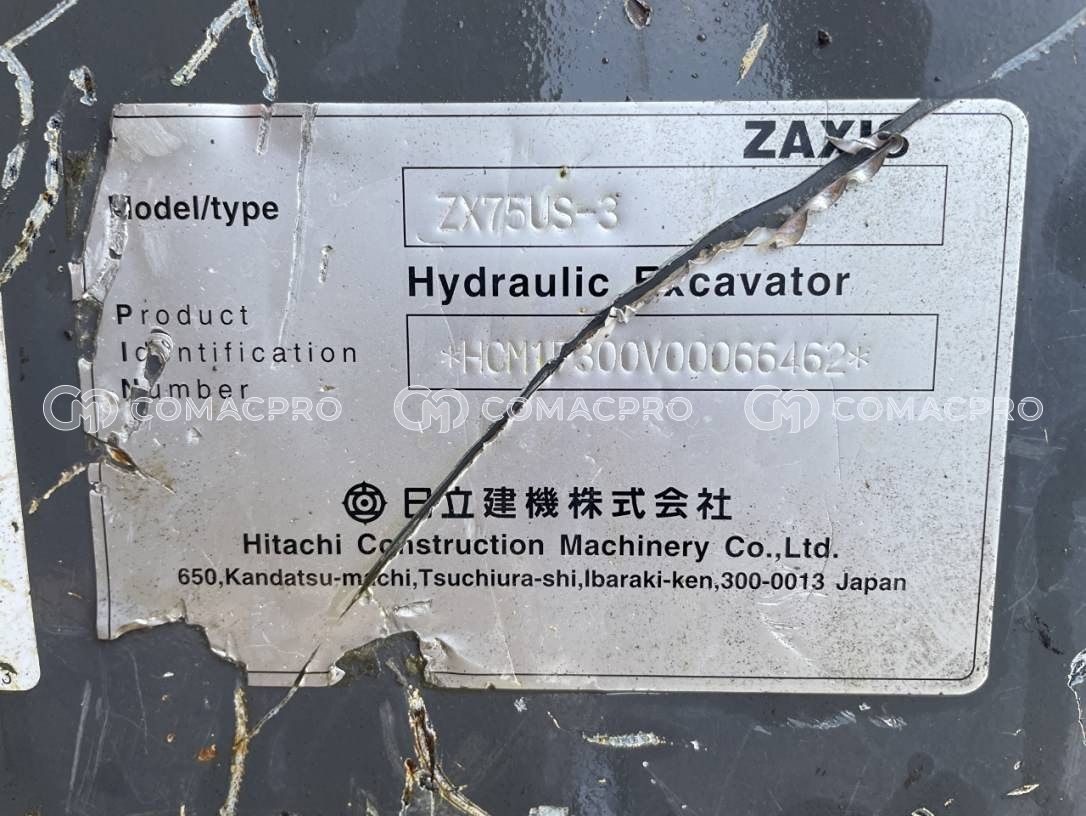 ZAXIS
Model/type
ZX75US-3
Hydraulic Excavator
Product
Identification
Number
*HCM1P300V00066462*
COMACPRO COMACPRO COMACPRO
日立建機株式会社
Hitachi Construction Machinery Co.,Ltd.
650,Kandatsu-machi,Tsuchiura-shi,Ibaraki-ken,300-0013 Japan